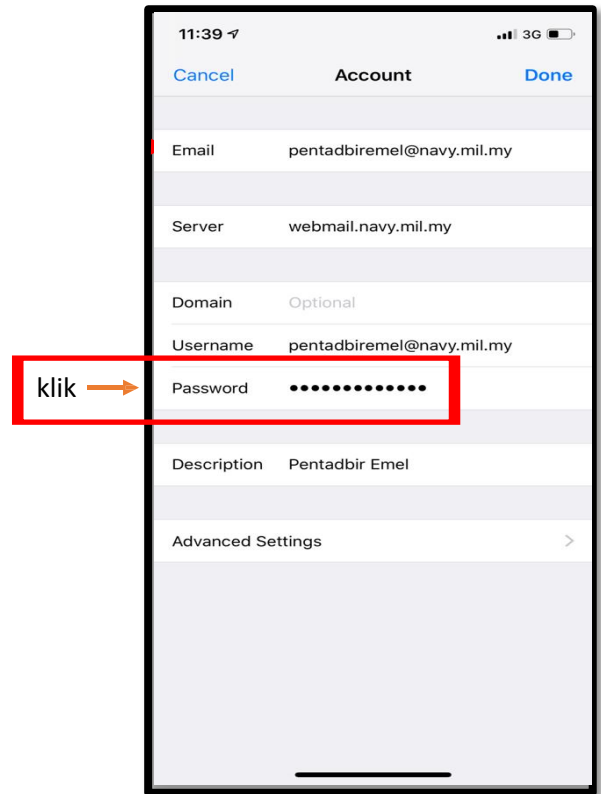 11:39 3G
Cancel Account Done
Email pentadbiremel@navy.mil.my
Server webmail.navy.mil.my
Domain Optional
Username pentadbiremel@navy.mil.my
klik Password •••••••••••••
Description Pentadbir Emel
Advanced Settings